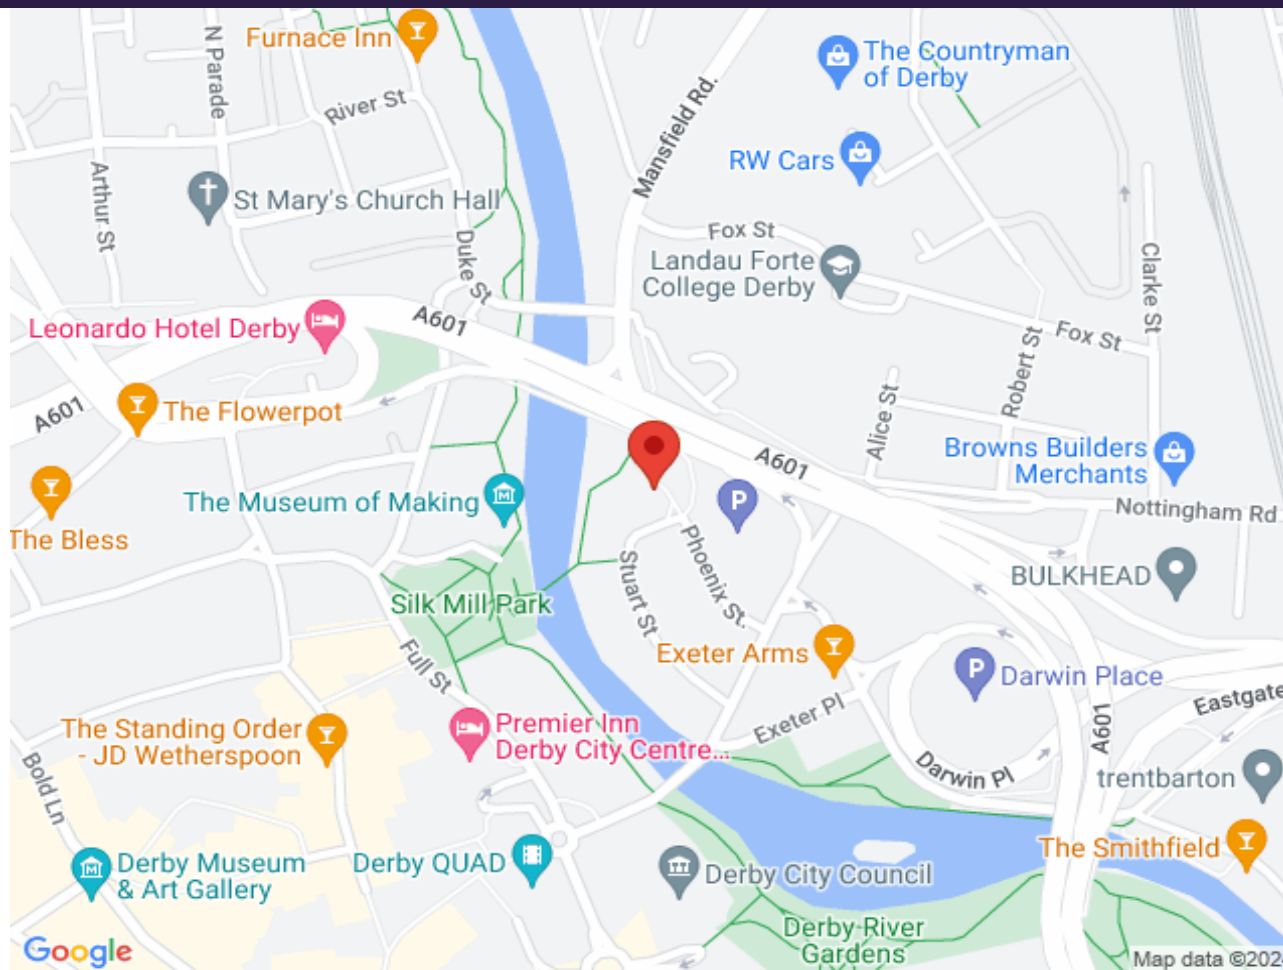 Furnace Inn
N Parade
River St
Mansfield Rd.
The Countryman
of Derby
RW Cars
Arthur St
St Mary's Church Hall
Duke St
Fox St
Landau Forte
College Derby
Clarke St
Leonardo Hotel Derby
A601
Fox St
Robert St
A601
The Flowerpot
Alice St
A601
Browns Builders
Merchants
The Museum of Making
P
Nottingham Rd
The Bless
Stuart St
Phoenix St.
BULKHEAD
Silk Mill Park
Full St
Exeter Arms
P
Darwin Place
Eastgate
The Standing Order
- JD Wetherspoon
Premier Inn
Derby City Centre...
Exeter Pl
A601
Bold Ln
Darwin Pl
trentbarton
The Smithfield
Derby Museum
& Art Gallery
Derby QUAD
Derby City Council
Derby River
Gardens
Google
Map data ©202